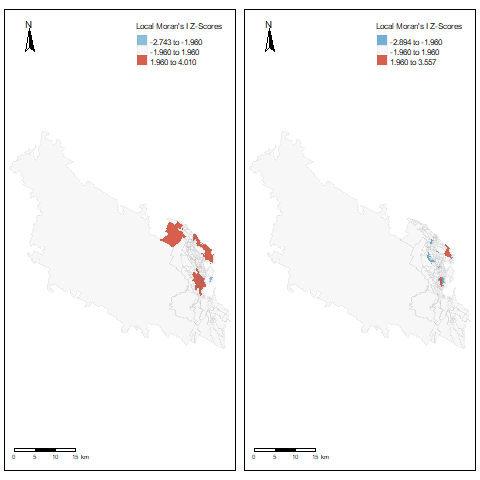 N
Local Moran's I Z-Scores
-2.743 to -1.960
-1.960 to 1.960
1.960 to 4.010
0 5 10 15 km
N
Local Moran's I Z-Scores
-2.894 to -1.960
-1.960 to 1.960
1.960 to 3.557
0 5 10 15 km